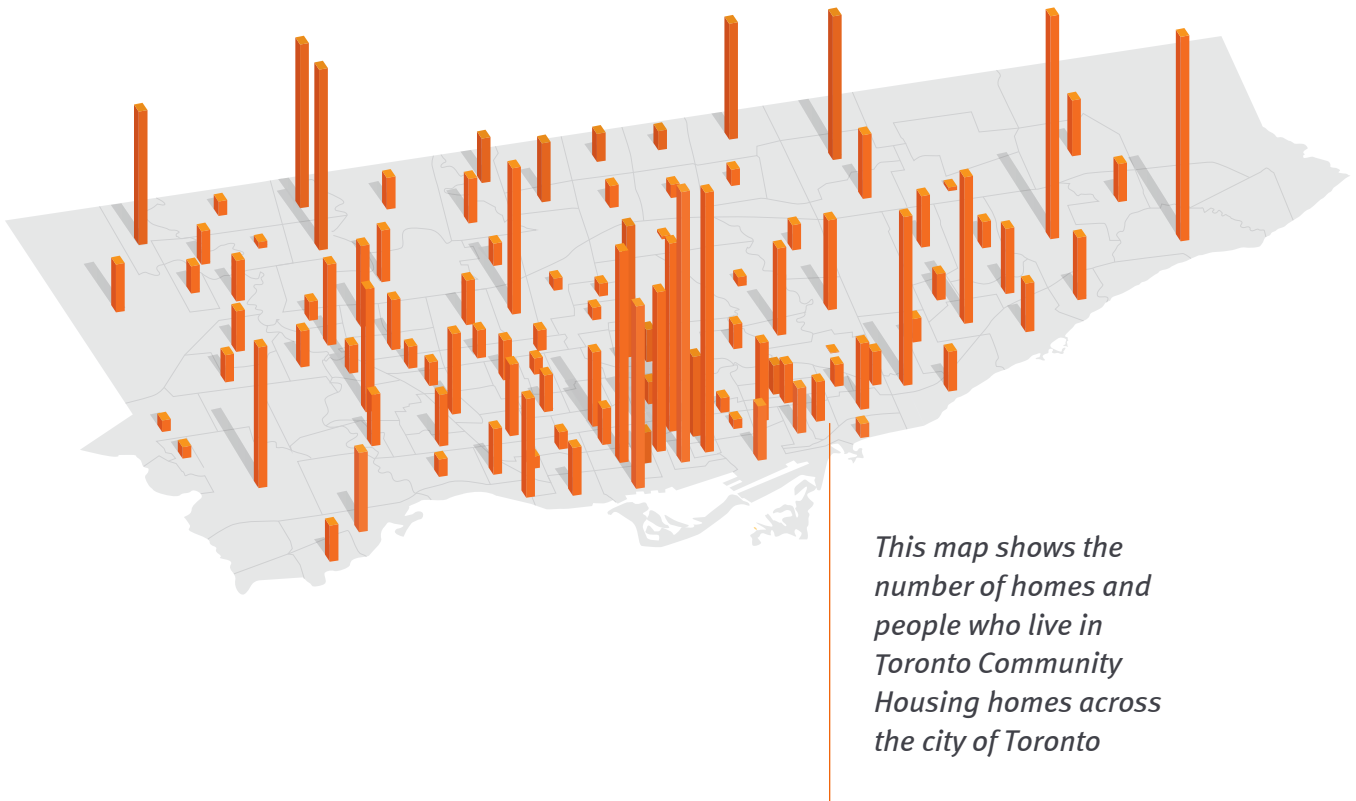 This map shows the
number of homes and
people who live in
Toronto Community
Housing homes across
the city of Toronto